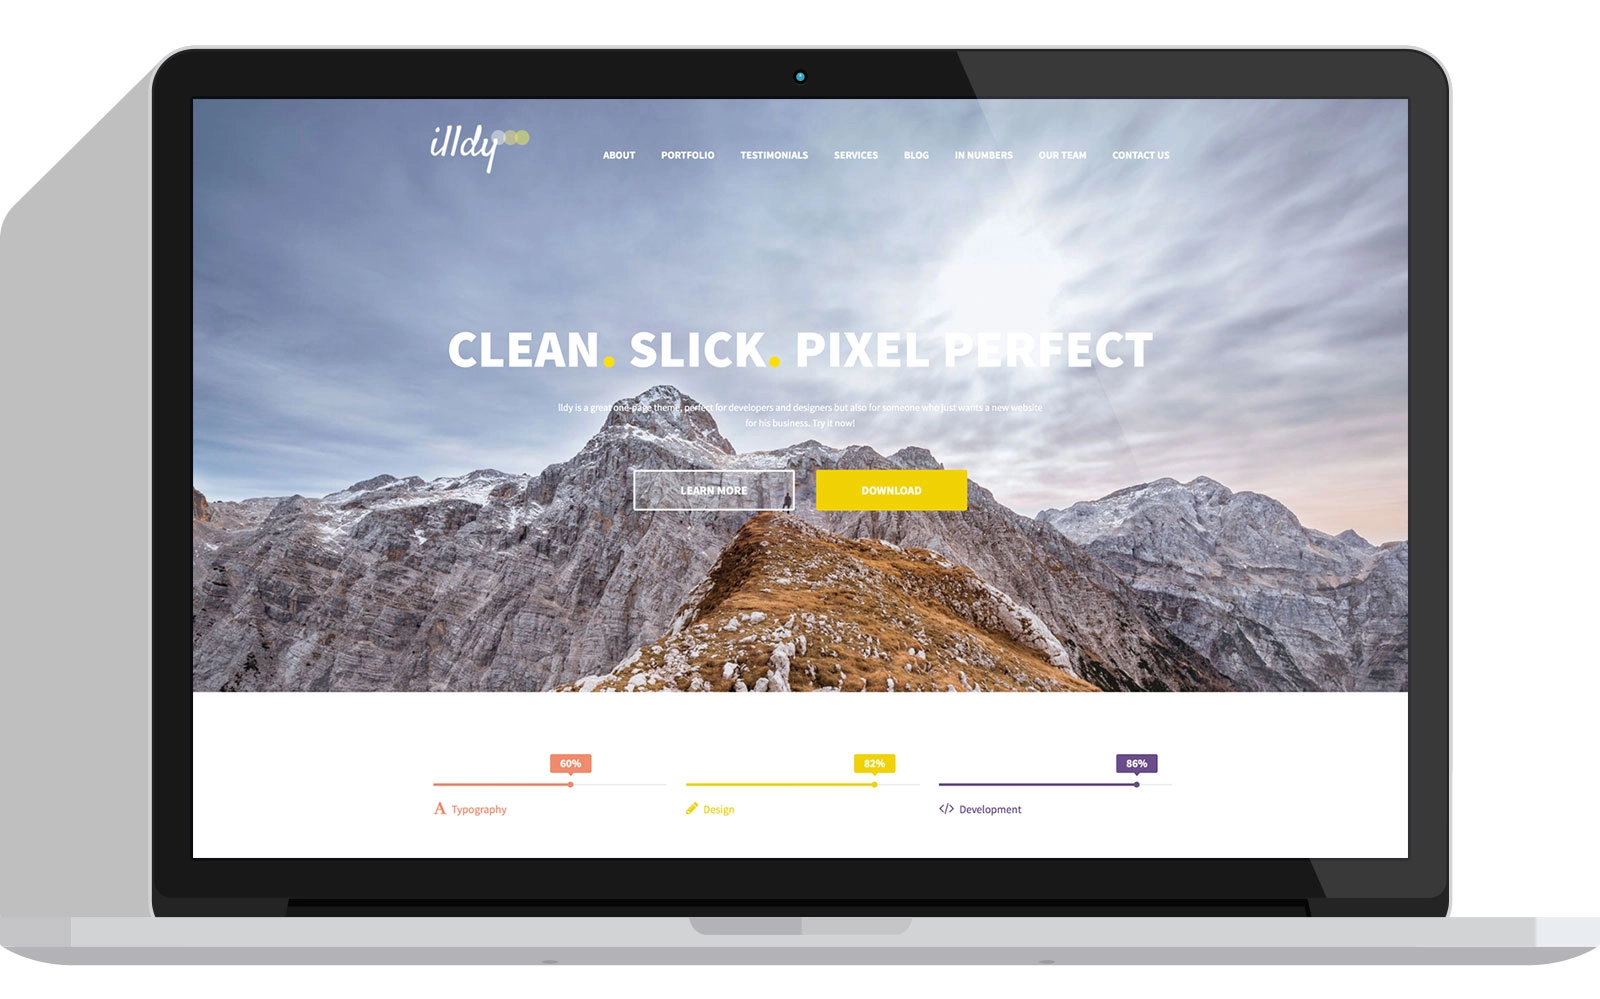 illdy
ABOUT PORTFOLIO TESTIMONIALS SERVICES BLOG IN NUMBERS OUR TEAM CONTACT US
CLEAN. SLICK. PIXEL PERFECT
lldy is a great one-page theme, perfect for developers and designers but also for someone who just wants a new website
for his business. Try it now!
LEARN MORE DOWNLOAD
60% 82% 86%
A Typography Design </> Development